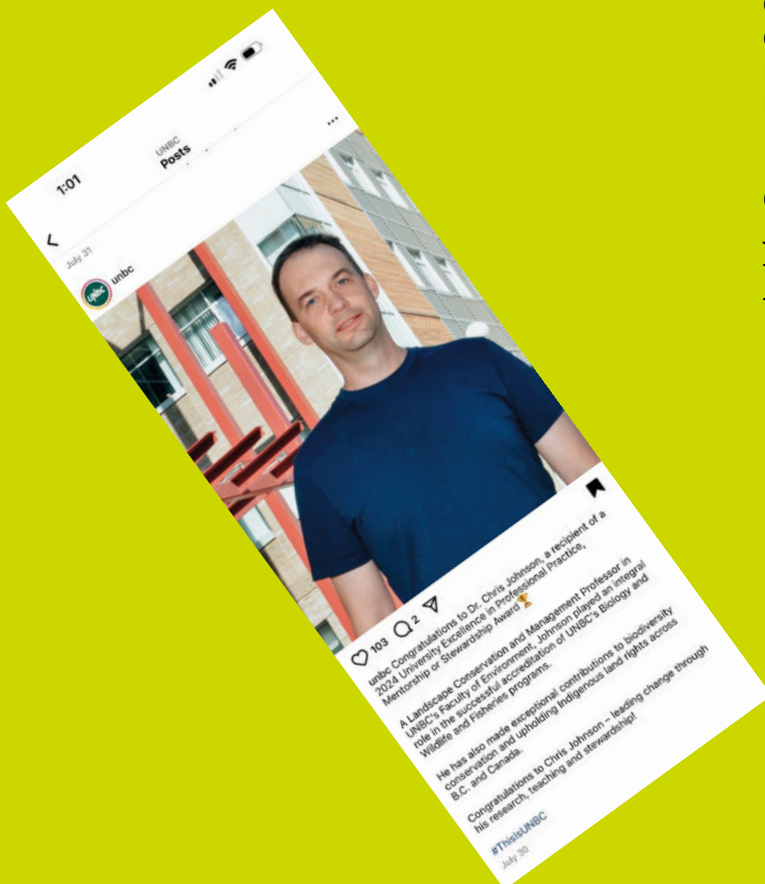 1:01
UNBC
Posts
July 31
unbc
unbc
103 2
unbc Congratulations to Dr. Chris Johnson, a recipient of a
2024 University Excellence in Professional Practice,
Mentorship or Stewardship Award🏆
A Landscape Conservation and Management Professor in
UNBC's Faculty of Environment, Johnson played an integral
role in the successful accreditation of UNBC's Biology and
Wildlife and Fisheries programs.
He has also made exceptional contributions to biodiversity
conservation and upholding Indigenous land rights across
B.C. and Canada.
Congratulations to Chris Johnson – leading change through
his research, teaching and stewardship!
#ThisIsUNBC
July 30